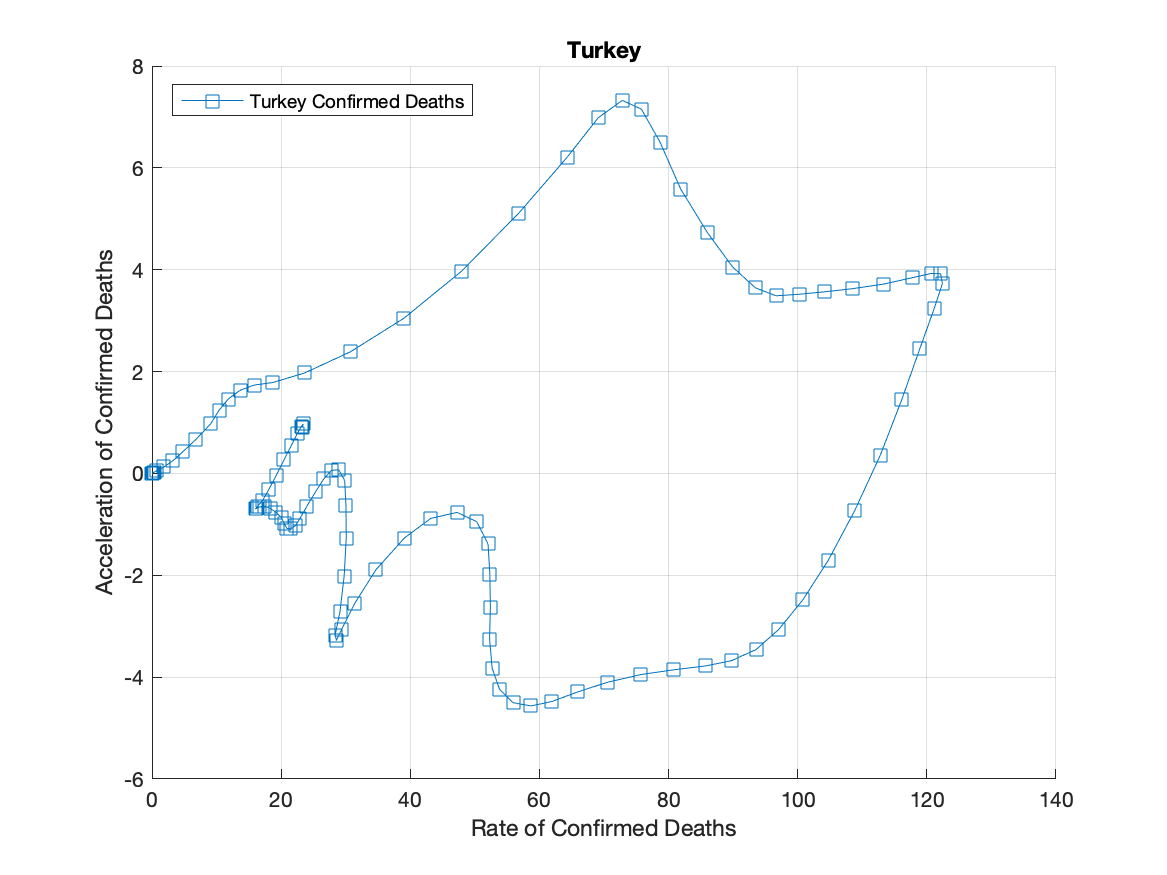 Turkey
Turkey Confirmed Deaths
8
6
4
2
0
-2
-4
-6
0 20 40 60 80 100 120 140
Acceleration of Confirmed Deaths
Rate of Confirmed Deaths